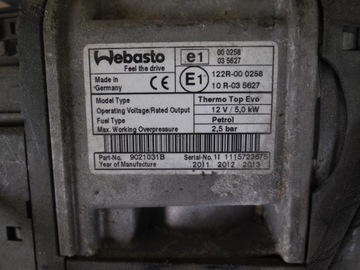 Webasto
Feel the drive
e1 00 0258
03 5627
Made in
Germany
E1 122R-00 0258
10 R-03 5627
Model Type Thermo Top Evo
Operating Voltage/Rated Output 12 V / 5,0 kW
Fuel Type Petrol
Max. Working Overpressure 2,5 bar
Part-No. 9021031B Serial-No. 11 1115723675
Year of Manufacture 2011 2012 2013